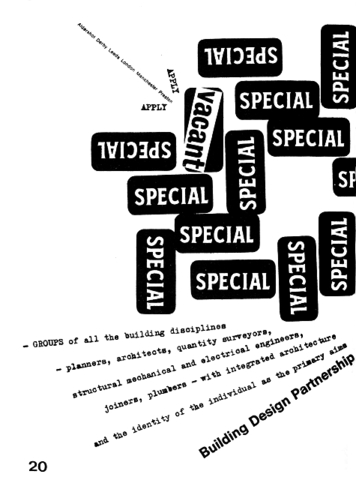 Aldershot Derby Leeds London Manchester Preston
APPLY
APPLY
SPECIAL
SPECIAL
vacant
SPECIAL
SPECIAL
SPECIAL
SPECIAL
SPECIAL
SP
SPECIAL
SPECIAL
SPECIAL
SPECIAL
SPECIAL
SPECIAL
- GROUPS of all the building disciplines
- planners, architects, quantity surveyors,
structural mechanical and electrical engineers,
joiners, plumbers - with integrated architecture
and the identity of the individual as the primary aims
Building Design Partnership
20